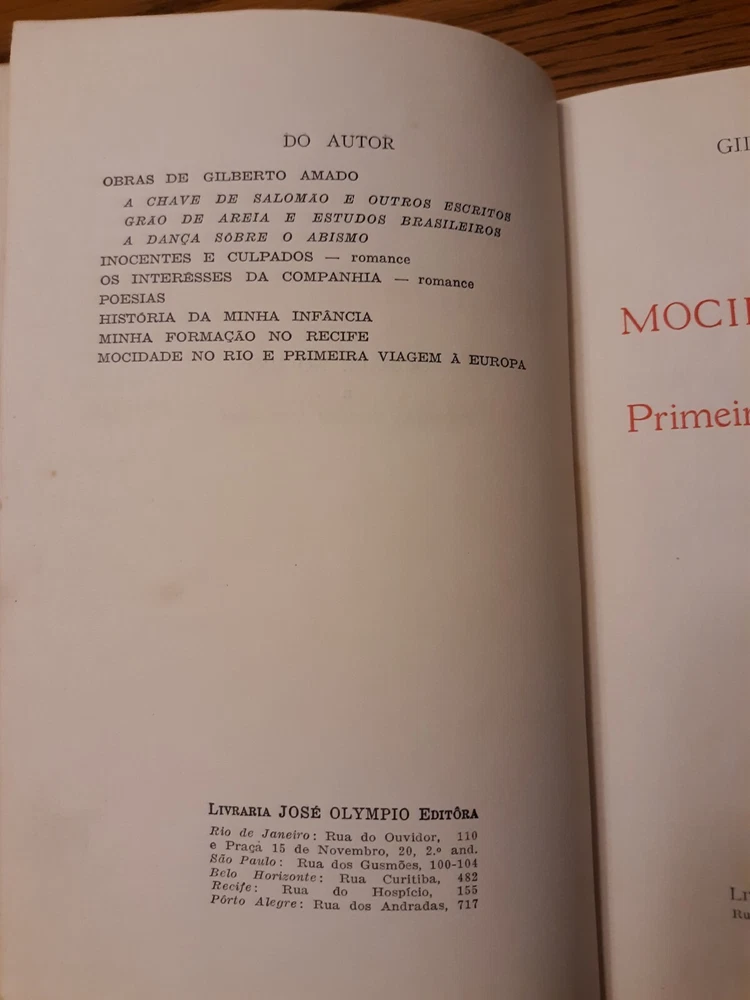 DO AUTOR
OBRAS DE GILBERTO AMADO
A CHAVE DE SALOMÃO E OUTROS ESCRITOS
GRÃO DE AREIA E ESTUDOS BRASILEIROS
A DANÇA SÔBRE O ABISMO
INOCENTES E CULPADOS — romance
OS INTERÊSSES DA COMPANHIA — romance
POESIAS
HISTÓRIA DA MINHA INFÂNCIA
MINHA FORMAÇÃO NO RECIFE
MOCIDADE NO RIO E PRIMEIRA VIAGEM À EUROPA
LIVRARIA JOSÉ OLYMPIO EDITÔRA
Rio de Janeiro: Rua do Ouvidor, 110
e Praça 15 de Novembro, 20, 2.º and.
São Paulo: Rua dos Gusmões, 100-104
Belo Horizonte: Rua Curitiba, 482
Recife: Rua do Hospício, 155
Pôrto Alegre: Rua dos Andradas, 717
MOCI
Primeir